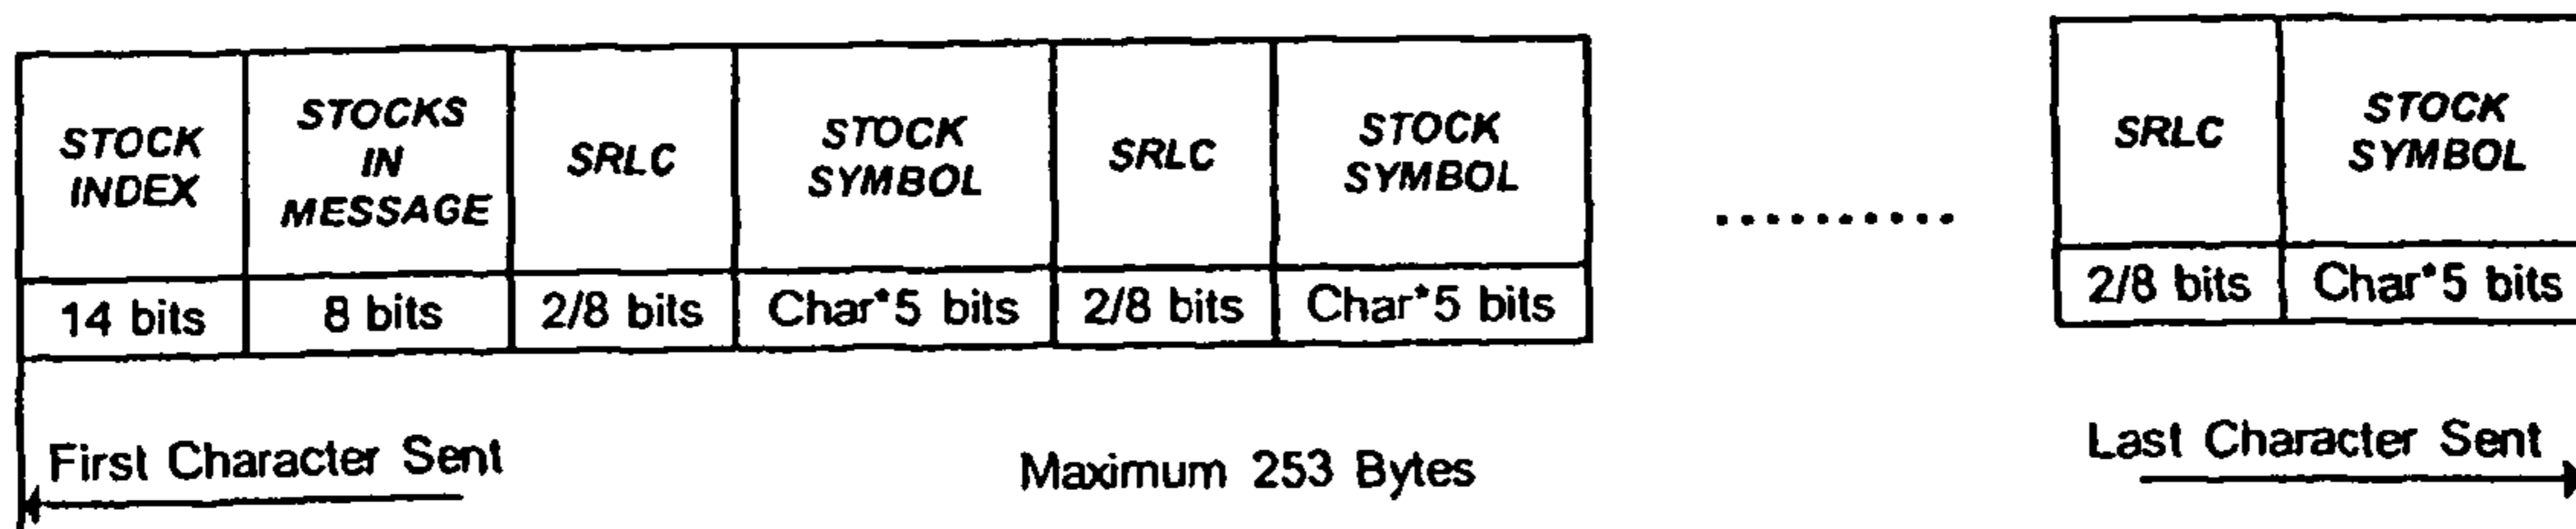 STOCK INDEX
STOCKS IN MESSAGE
SRLC
STOCK SYMBOL
SRLC
STOCK SYMBOL
..........
SRLC
STOCK SYMBOL
14 bits
8 bits
2/8 bits
Char*5 bits
2/8 bits
Char*5 bits
2/8 bits
Char*5 bits
First Character Sent
Maximum 253 Bytes
Last Character Sent